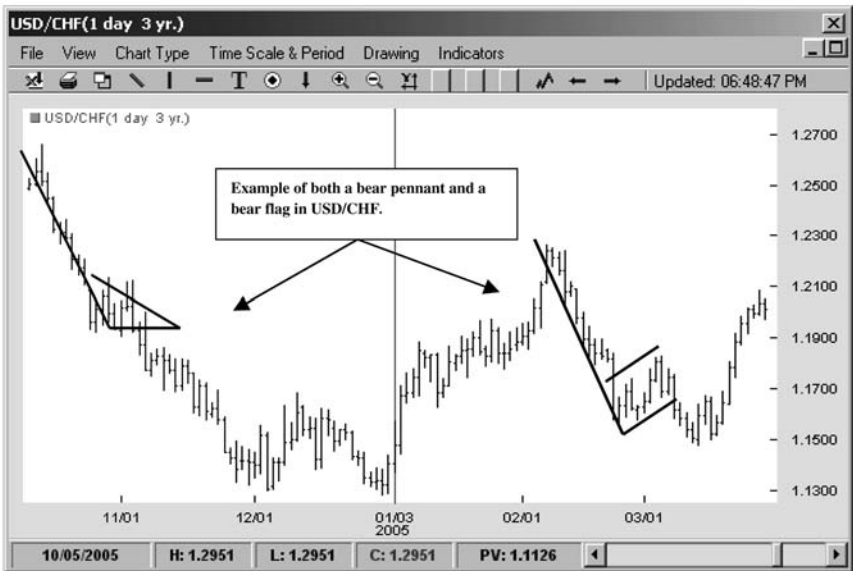 USD/CHF(1 day 3 yr.)
File View Chart Type Time Scale & Period Drawing Indicators
T Updated: 06:48:47 PM
USD/CHF(1 day 3 yr.)
1.2700
1.2500
1.2300
1.2100
1.1900
1.1700
1.1500
1.1300
Example of both a bear pennant and a
bear flag in USD/CHF.
11/01 12/01 01/03 02/01 03/01
2005
10/05/2005 H: 1.2951 L: 1.2951 C: 1.2951 PV: 1.1126